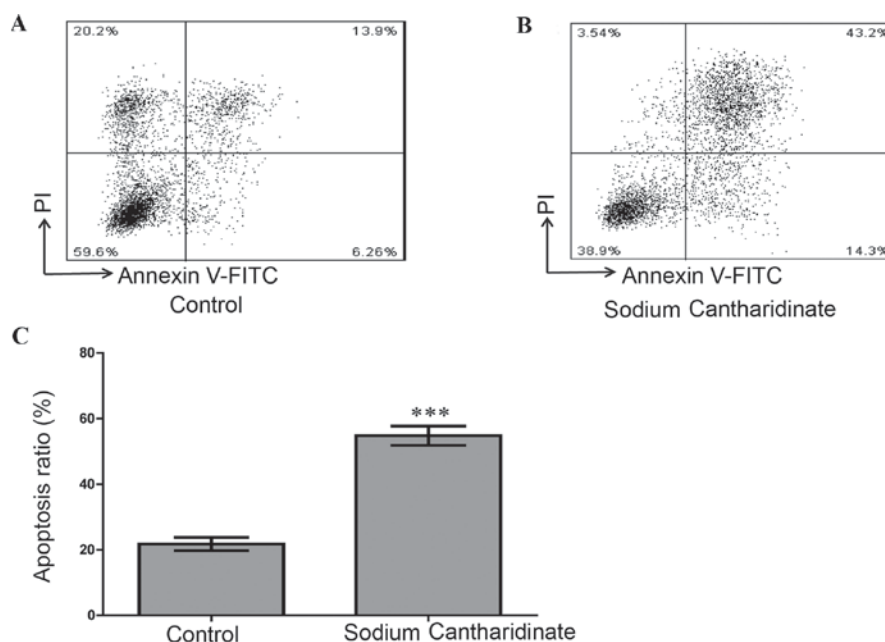 A
20.2% 13.9%
PI
59.6% 6.26%
Annexin V-FITC
Control
B
3.54% 43.2%
PI
38.9% 14.3%
Annexin V-FITC
Sodium Cantharidinate
C
Apoptosis ratio (%)
80
60
40
20
0
***
Control Sodium Cantharidinate